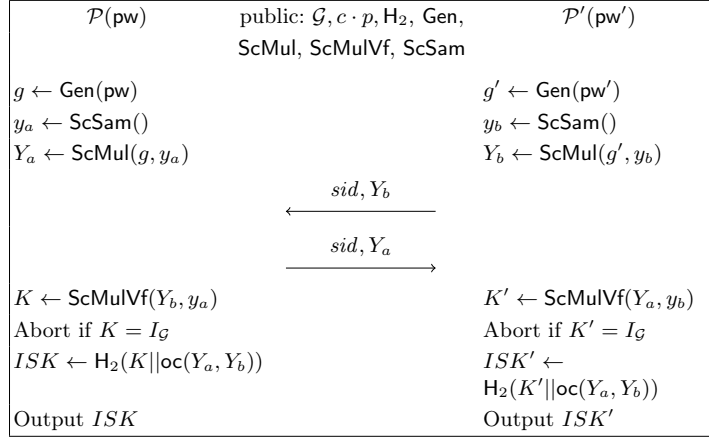 P(pw) public: G, c · p, H₂, Gen, P′(pw′)
ScMul, ScMulVf, ScSam
g ← Gen(pw) g′ ← Gen(pw′)
y_a ← ScSam() y_b ← ScSam()
Y_a ← ScMul(g, y_a) Y_b ← ScMul(g′, y_b)
sid, Y_b
sid, Y_a
K ← ScMulVf(Y_b, y_a) K′ ← ScMulVf(Y_a, y_b)
Abort if K = I_G Abort if K′ = I_G
ISK ← H₂(K||oc(Y_a, Y_b)) ISK′ ←
H₂(K′||oc(Y_a, Y_b))
Output ISK Output ISK′